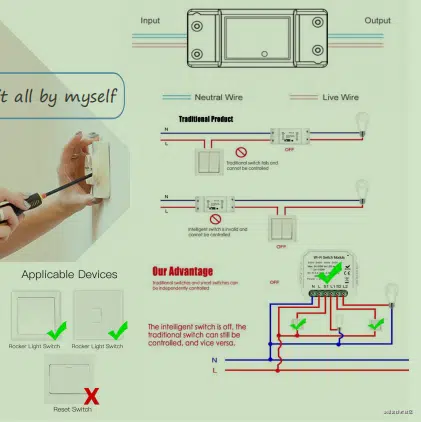 Input
Output
ft all by myself
Neutral Wire
Live Wire
Traditional Product
N
L
OFF
Traditional switch fails and
cannot be controlled
N
L
Intelligent switch is invalid and
cannot be controlled
OFF
Applicable Devices
Rocker Light Switch
Rocker Light Switch
Reset Switch
Our Advantage
Traditional switches and smart switches can
be independently controlled
OFF
Wi-Fi Switch Module
N L S1 L1 S2 L2
The intelligent switch is off, the
traditional switch can still be
controlled, and vice versa.
N
L